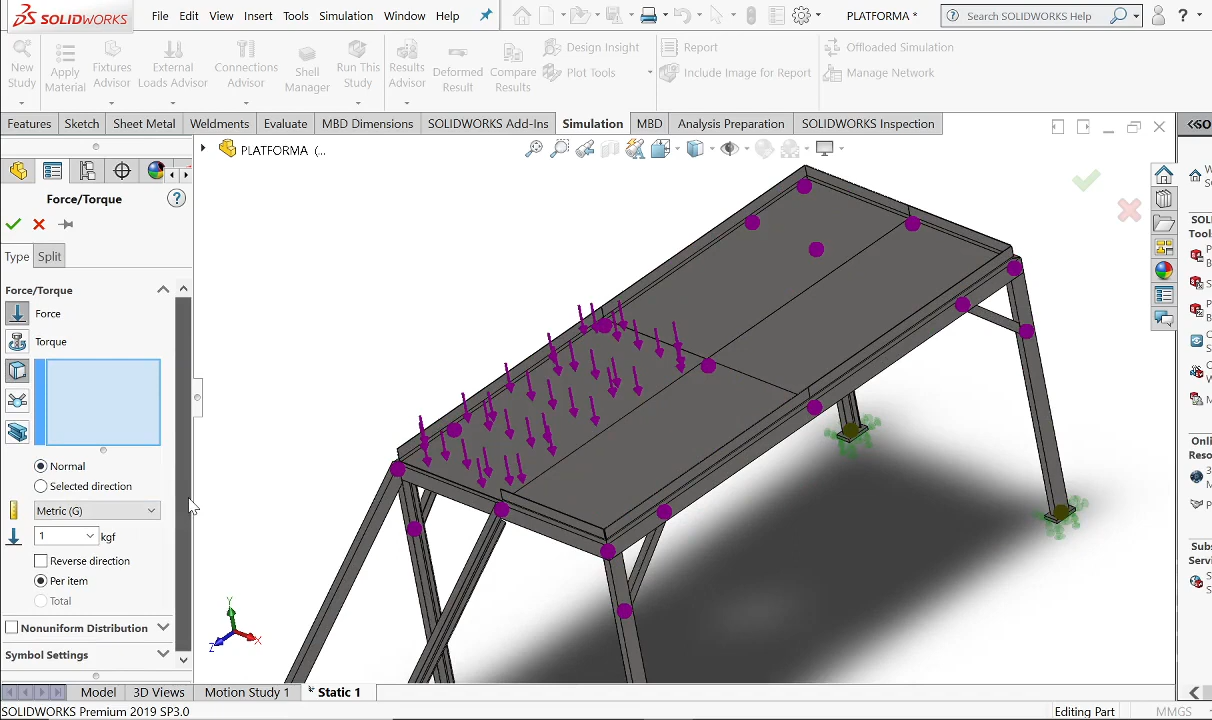 SOLIDWORKS File Edit View Insert Tools Simulation Window Help PLATFORMA Search SOLIDWORKS Help ?
New Study
Apply Material
Fixtures Advisor
External Loads Advisor
Connections Advisor
Shell Manager
Run This Study
Results Advisor
Deformed Result
Compare Results
Design Insight
Plot Tools
Report
Include Image for Report
Offloaded Simulation
Manage Network
Features Sketch Sheet Metal Weldments Evaluate MBD Dimensions SOLIDWORKS Add-Ins Simulation MBD Analysis Preparation SOLIDWORKS Inspection
PLATFORMA (...
Force/Torque ?
Type Split
Force/Torque
Force
Torque
Normal
Selected direction
Metric (G)
1 kgf
Reverse direction
Per item
Total
Nonuniform Distribution
Symbol Settings
Y
X
Z
Model 3D Views Motion Study 1 Static 1
SOLIDWORKS Premium 2019 SP3.0 Editing Part MMGS